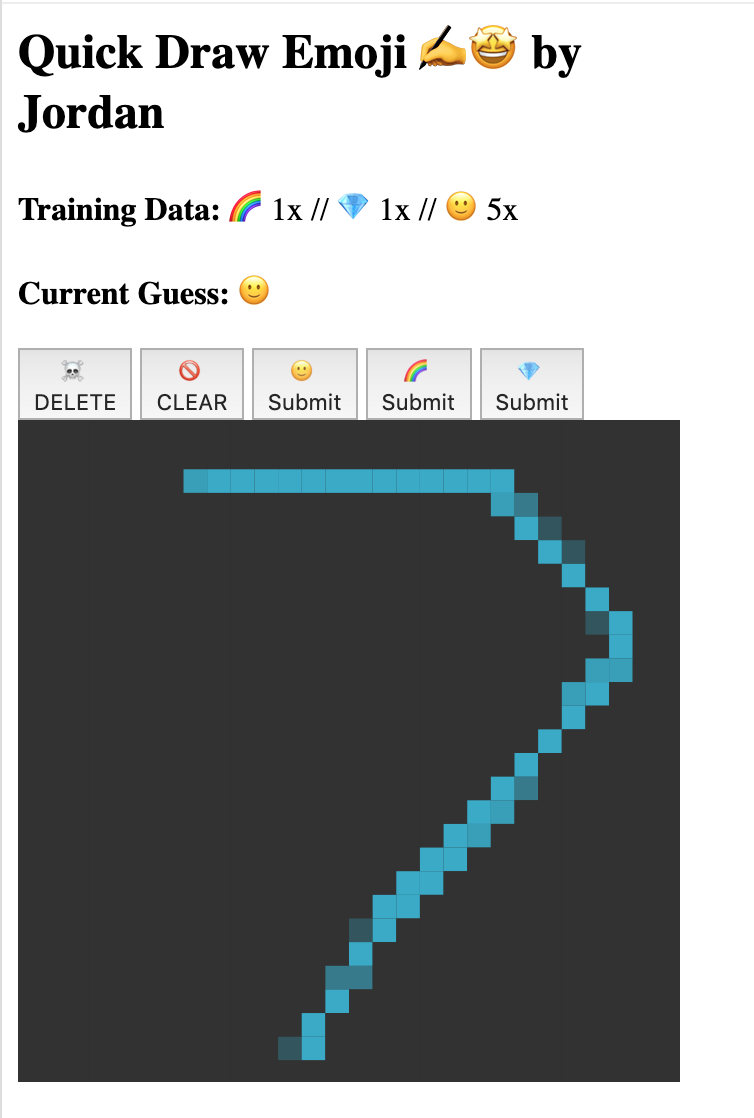 Quick Draw Emoji ✍️🤩 by
Jordan
Training Data: 🌈 1x // 💎 1x // 🙂 5x
Current Guess: 🙂
☠️ 🚫 🙂 🌈 💎
DELETE CLEAR Submit Submit Submit